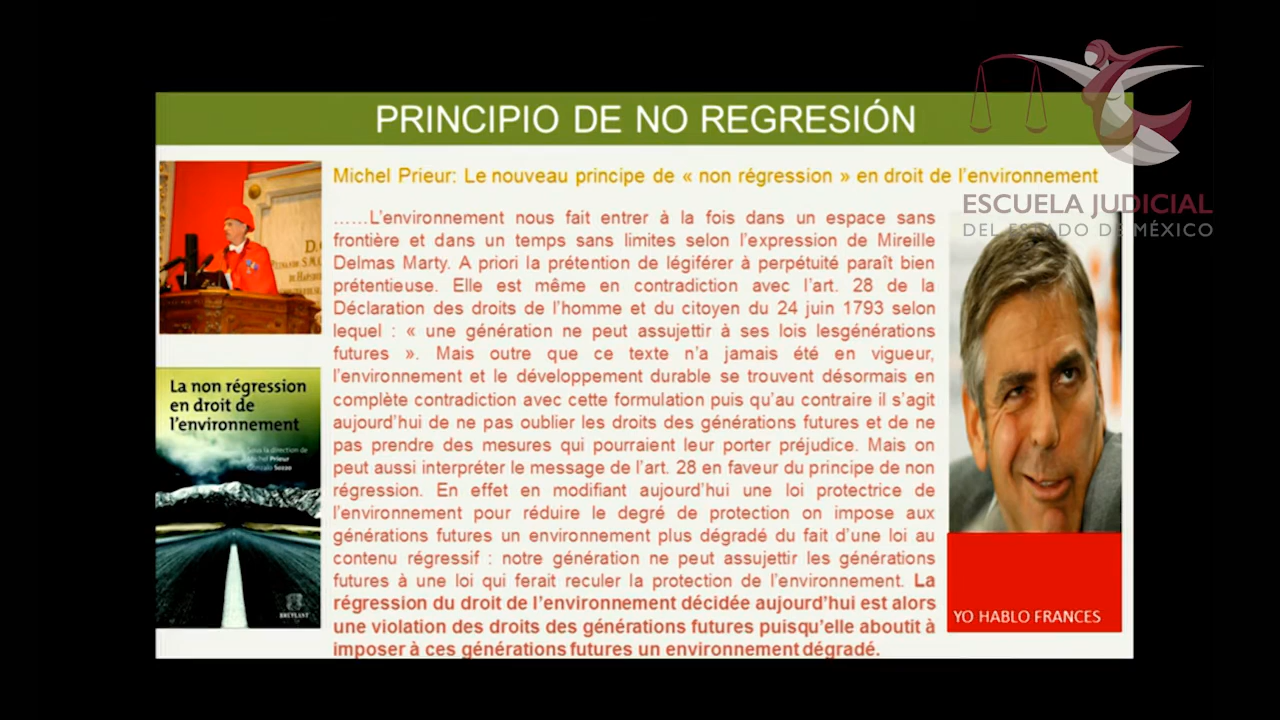 ESCUELA JUDICIAL
DEL ESTADO DE MÉXICO
PRINCIPIO DE NO REGRESIÓN
Michel Prieur: Le nouveau principe de « non régression » en droit de l’environnement
……L’environnement nous fait entrer à la fois dans un espace sans
frontière et dans un temps sans limites selon l’expression de Mireille
Delmas Marty. A priori la prétention de légiférer à perpétuité paraît bien
prétentieuse. Elle est même en contradiction avec l’art. 28 de la
Déclaration des droits de l’homme et du citoyen du 24 juin 1793 selon
lequel : « une génération ne peut assujettir à ses lois lesgénérations
futures ». Mais outre que ce texte n’a jamais été en vigueur,
l’environnement et le développement durable se trouvent désormais en
complète contradiction avec cette formulation puis qu’au contraire il s’agit
aujourd’hui de ne pas oublier les droits des générations futures et de ne
pas prendre des mesures qui pourraient leur porter préjudice. Mais on
peut aussi interpréter le message de l’art. 28 en faveur du principe de non
régression. En effet en modifiant aujourd’hui une loi protectrice de
l’environnement pour réduire le degré de protection on impose aux
générations futures un environnement plus dégradé du fait d’une loi au
contenu régressif : notre génération ne peut assujettir les générations
futures à une loi qui ferait reculer la protection de l’environnement. La
régression du droit de l’environnement décidée aujourd’hui est alors
une violation des droits des générations futures puisqu’elle aboutit à
imposer à ces générations futures un environnement dégradé.
La non régression
en droit de
l’environnement
Sous la direction de
Michel Prieur
Gonzalo Sozzo
BRUYLANT
YO HABLO FRANCES